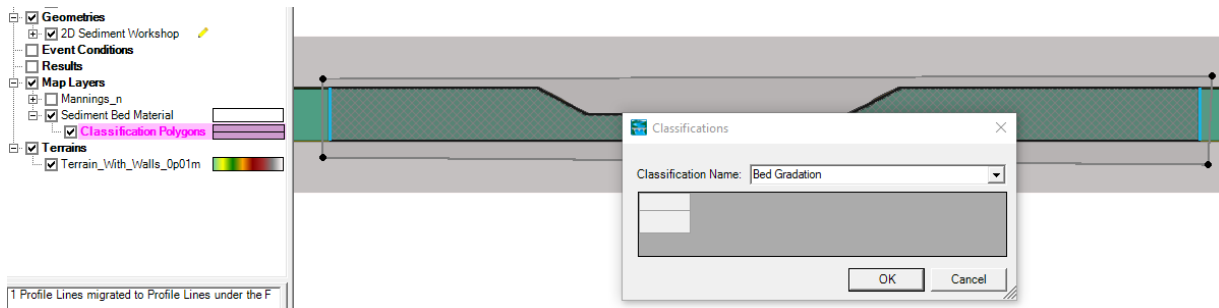 Geometries
2D Sediment Workshop
Event Conditions
Results
Map Layers
Mannings_n
Sediment Bed Material
Classification Polygons
Terrains
Terrain_With_Walls_0p01m
1 Profile Lines migrated to Profile Lines under the F
Classifications
Classification Name: Bed Gradation
OK Cancel